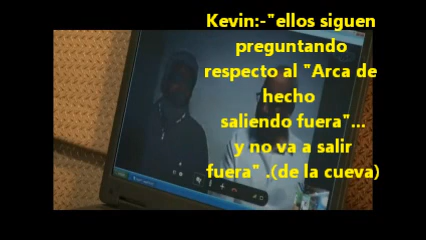 Kevin:-"ellos siguen
preguntando
respecto al "Arca de
hecho
saliendo fuera"...
y no va a salir
fuera" .(de la cueva)